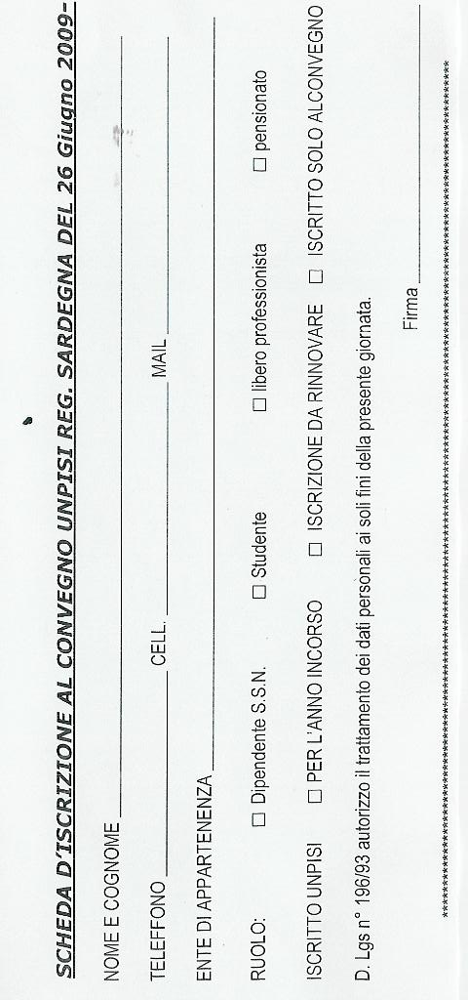 SCHEDA D'ISCRIZIONE AL CONVEGNO UNPISI REG. SARDEGNA DEL 26 Giugno 2009-
NOME E COGNOME
TELEFFONO CELL. MAIL
ENTE DI APPARTENENZA
RUOLO: □ Dipendente S.S.N. □ Studente □ libero professionista □ pensionato
ISCRITTO UNPISI □ PER L'ANNO INCORSO □ ISCRIZIONE DA RINNOVARE □ ISCRITTO SOLO ALCONVEGNO
D. Lgs n° 196/93 autorizzo il trattamento dei dati personali ai soli fini della presente giornata.
Firma